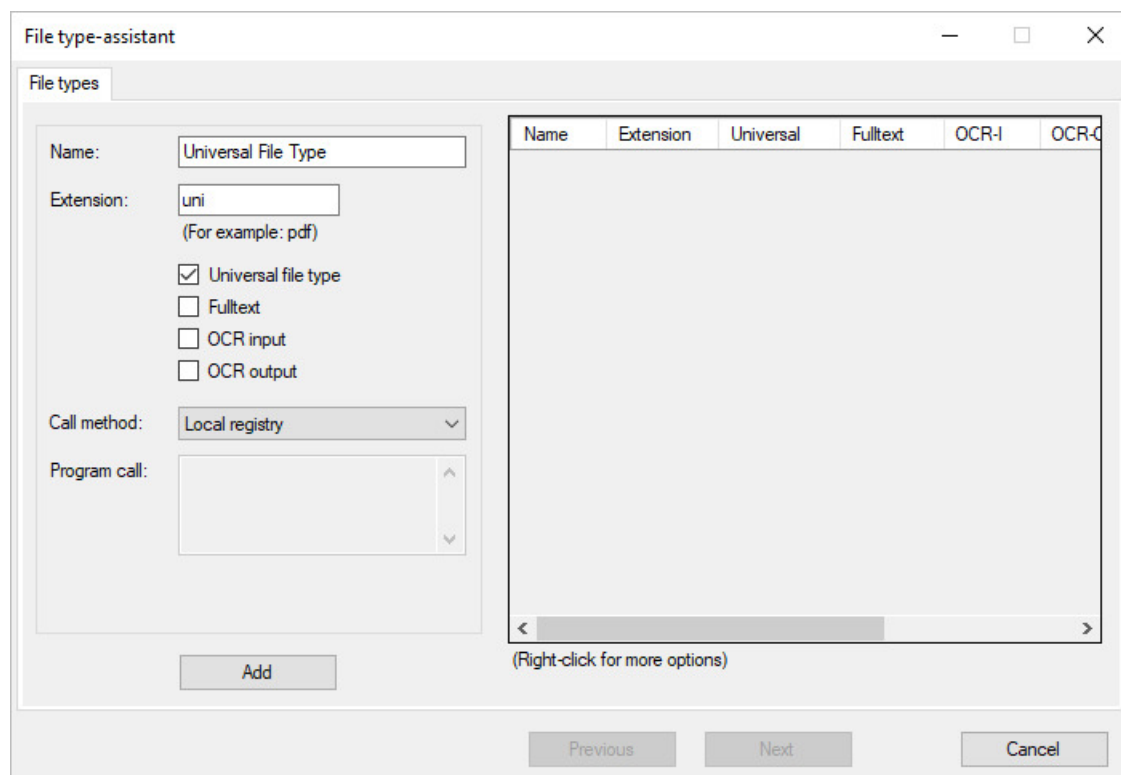 File type-assistant
File types
Name: Universal File Type
Extension: uni
(For example: pdf)
Universal file type
Fulltext
OCR input
OCR output
Call method: Local registry
Program call:
Add
Name Extension Universal Fulltext OCR-I OCR-O
(Right-click for more options)
Previous Next Cancel